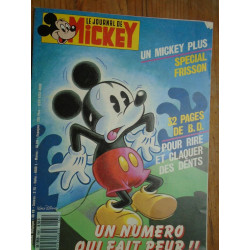 LE JOURNAL DE
MICKEY
UN MICKEY PLUS
SPECIAL
FRISSON
52 PAGES
DE B.D.
POUR RIRE
ET CLAQUER
DES DENTS
UN NUMERO
QUI FAIT PEUR !!